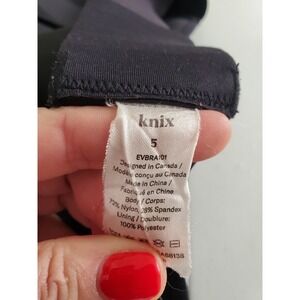 knix
5
EVBRA101
Designed in Canada /
Modèle conçu au Canada
Made in China /
Fabriqué en Chine
Body / Corps:
72% Nylon, 28% Spandex
Lining / Doublure:
100% Polyester